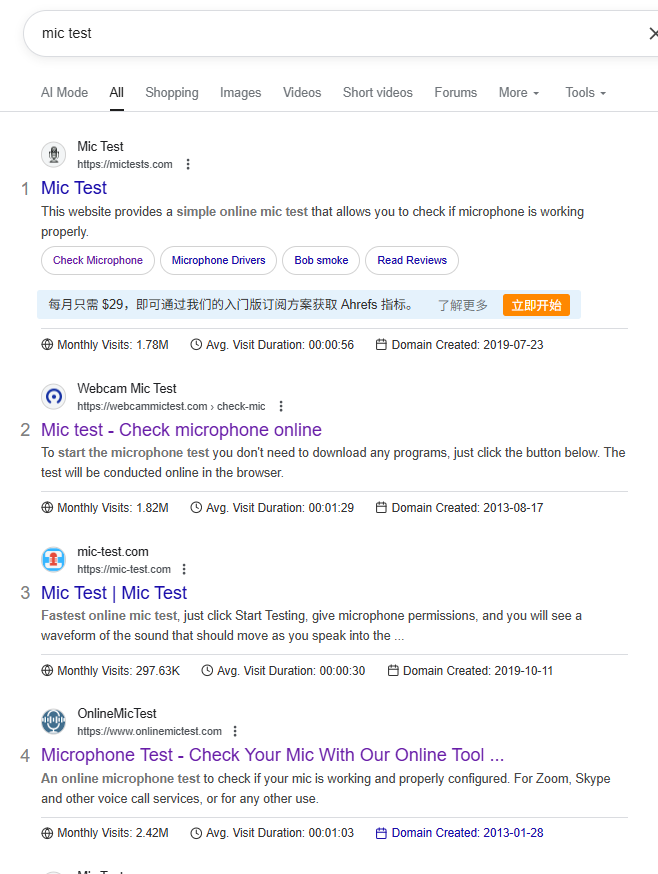 mic test
AI Mode All Shopping Images Videos Short videos Forums More Tools
Mic Test
https://mictests.com
1 Mic Test
This website provides a simple online mic test that allows you to check if microphone is working
properly.
Check Microphone Microphone Drivers Bob smoke Read Reviews
每月只需 $29，即可通过我们的入门版订阅方案获取 Ahrefs 指标。 了解更多 立即开始
Monthly Visits: 1.78M Avg. Visit Duration: 00:00:56 Domain Created: 2019-07-23
Webcam Mic Test
https://webcammictest.com › check-mic
2 Mic test - Check microphone online
To start the microphone test you don't need to download any programs, just click the button below. The
test will be conducted online in the browser.
Monthly Visits: 1.82M Avg. Visit Duration: 00:01:29 Domain Created: 2013-08-17
mic-test.com
https://mic-test.com
3 Mic Test | Mic Test
Fastest online mic test, just click Start Testing, give microphone permissions, and you will see a
waveform of the sound that should move as you speak into the ...
Monthly Visits: 297.63K Avg. Visit Duration: 00:00:30 Domain Created: 2019-10-11
OnlineMicTest
https://www.onlinemictest.com
4 Microphone Test - Check Your Mic With Our Online Tool ...
An online microphone test to check if your mic is working and properly configured. For Zoom, Skype
and other voice call services, or for any other use.
Monthly Visits: 2.42M Avg. Visit Duration: 00:01:03 Domain Created: 2013-01-28